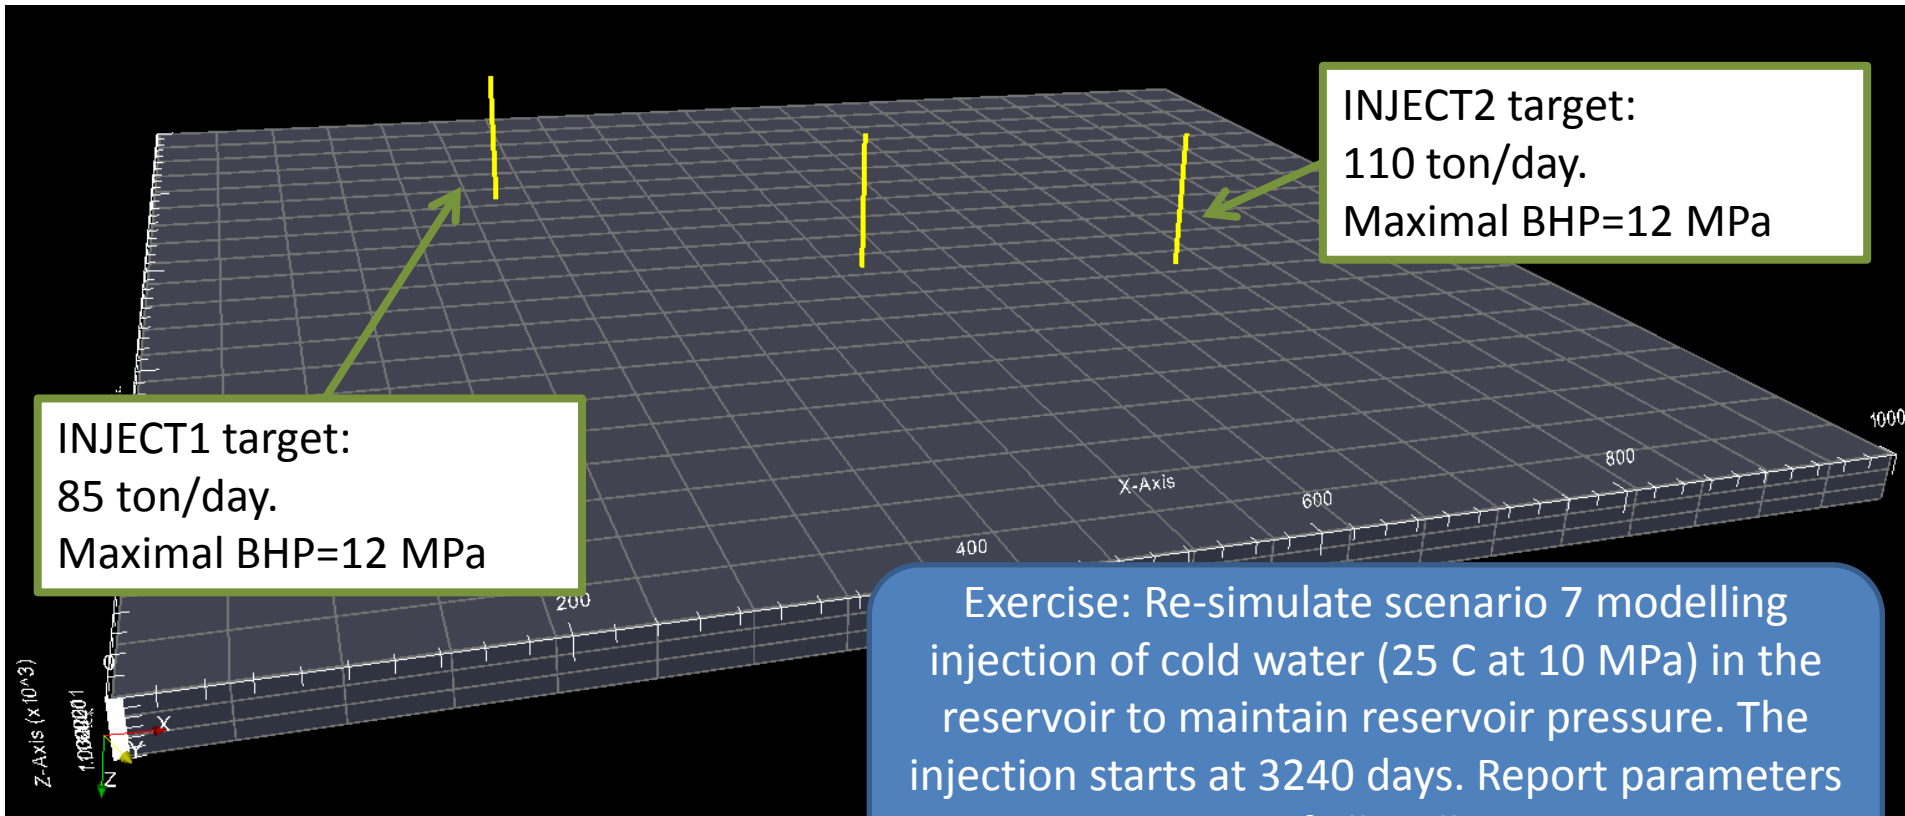 INJECT2 target:
110 ton/day.
Maximal BHP=12 MPa
INJECT1 target:
85 ton/day.
Maximal BHP=12 MPa
1000
800
X-Axis
600
400
200
0
Z-Axis (x10^3)
X
Y
Z
Exercise: Re-simulate scenario 7 modelling
injection of cold water (25 C at 10 MPa) in the
reservoir to maintain reservoir pressure. The
injection starts at 3240 days. Report parameters